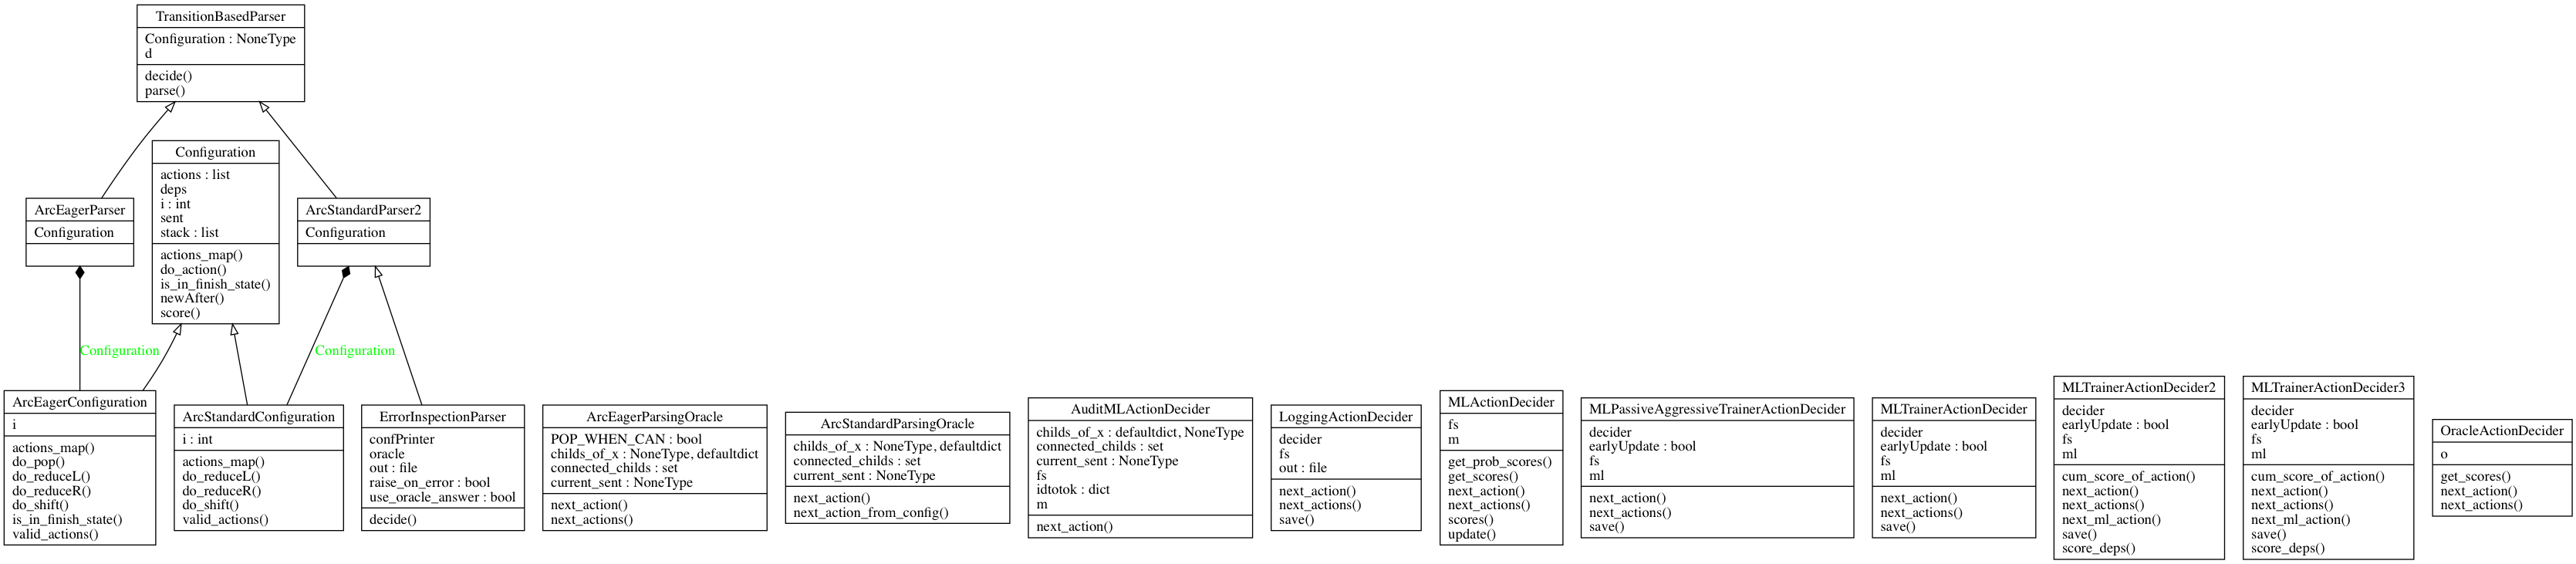 TransitionBasedParser
Configuration : NoneType
d
decide()
parse()
Configuration
actions : list
deps
i : int
sent
stack : list
actions_map()
do_action()
is_in_finish_state()
newAfter()
score()
ArcEagerParser
Configuration
ArcStandardParser2
Configuration
Configuration
Configuration
ArcEagerConfiguration
i
actions_map()
do_pop()
do_reduceL()
do_reduceR()
do_shift()
is_in_finish_state()
valid_actions()
ArcStandardConfiguration
i : int
actions_map()
do_reduceL()
do_reduceR()
do_shift()
valid_actions()
ErrorInspectionParser
confPrinter
oracle
out : file
raise_on_error : bool
use_oracle_answer : bool
decide()
ArcEagerParsingOracle
POP_WHEN_CAN : bool
childs_of_x : NoneType, defaultdict
connected_childs : set
current_sent : NoneType
next_action()
next_actions()
ArcStandardParsingOracle
childs_of_x : NoneType, defaultdict
connected_childs : set
current_sent : NoneType
next_action()
next_action_from_config()
AuditMLActionDecider
childs_of_x : defaultdict, NoneType
connected_childs : set
current_sent : NoneType
fs
idtotok : dict
m
next_action()
LoggingActionDecider
decider
fs
out : file
next_action()
next_actions()
save()
MLActionDecider
fs
m
get_prob_scores()
get_scores()
next_action()
next_actions()
scores()
update()
MLPassiveAggressiveTrainerActionDecider
decider
earlyUpdate : bool
fs
ml
next_action()
next_actions()
save()
MLTrainerActionDecider
decider
earlyUpdate : bool
fs
ml
next_action()
next_actions()
save()
MLTrainerActionDecider2
decider
earlyUpdate : bool
fs
ml
cum_score_of_action()
next_action()
next_actions()
next_ml_action()
save()
score_deps()
MLTrainerActionDecider3
decider
earlyUpdate : bool
fs
ml
cum_score_of_action()
next_action()
next_actions()
next_ml_action()
save()
score_deps()
OracleActionDecider
o
get_scores()
next_action()
next_actions()